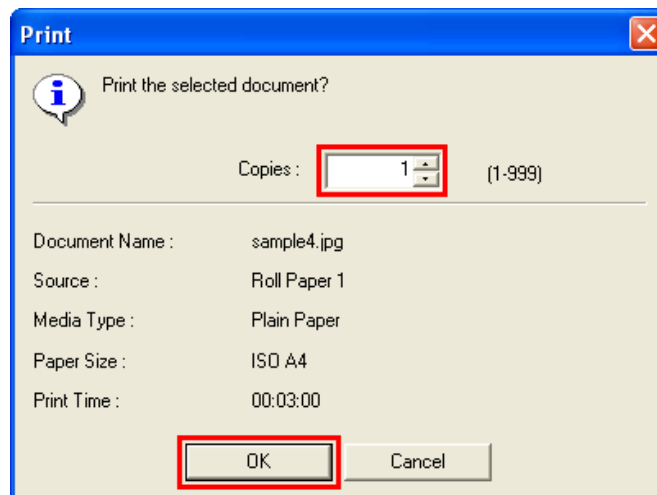 Print
Print the selected document?
Copies : 1 (1-999)
Document Name : sample4.jpg
Source : Roll Paper 1
Media Type : Plain Paper
Paper Size : ISO A4
Print Time : 00:03:00
OK Cancel